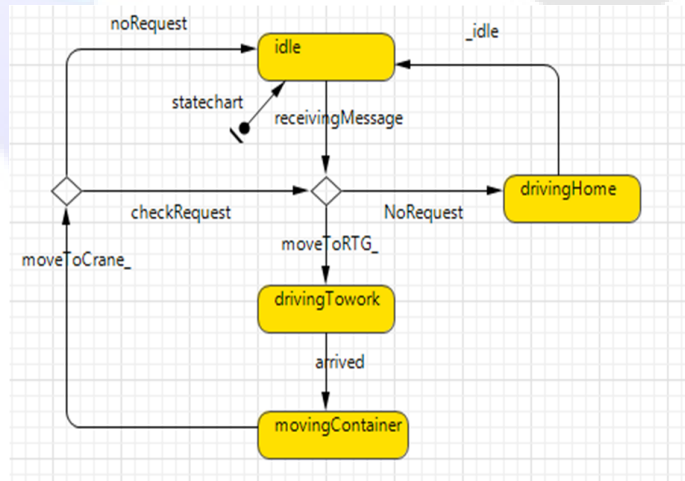 noRequest
_idle
idle
statechart
receivingMessage
drivingHome
checkRequest
NoRequest
moveToRTG_
moveToCrane_
drivingTowork
arrived
movingContainer